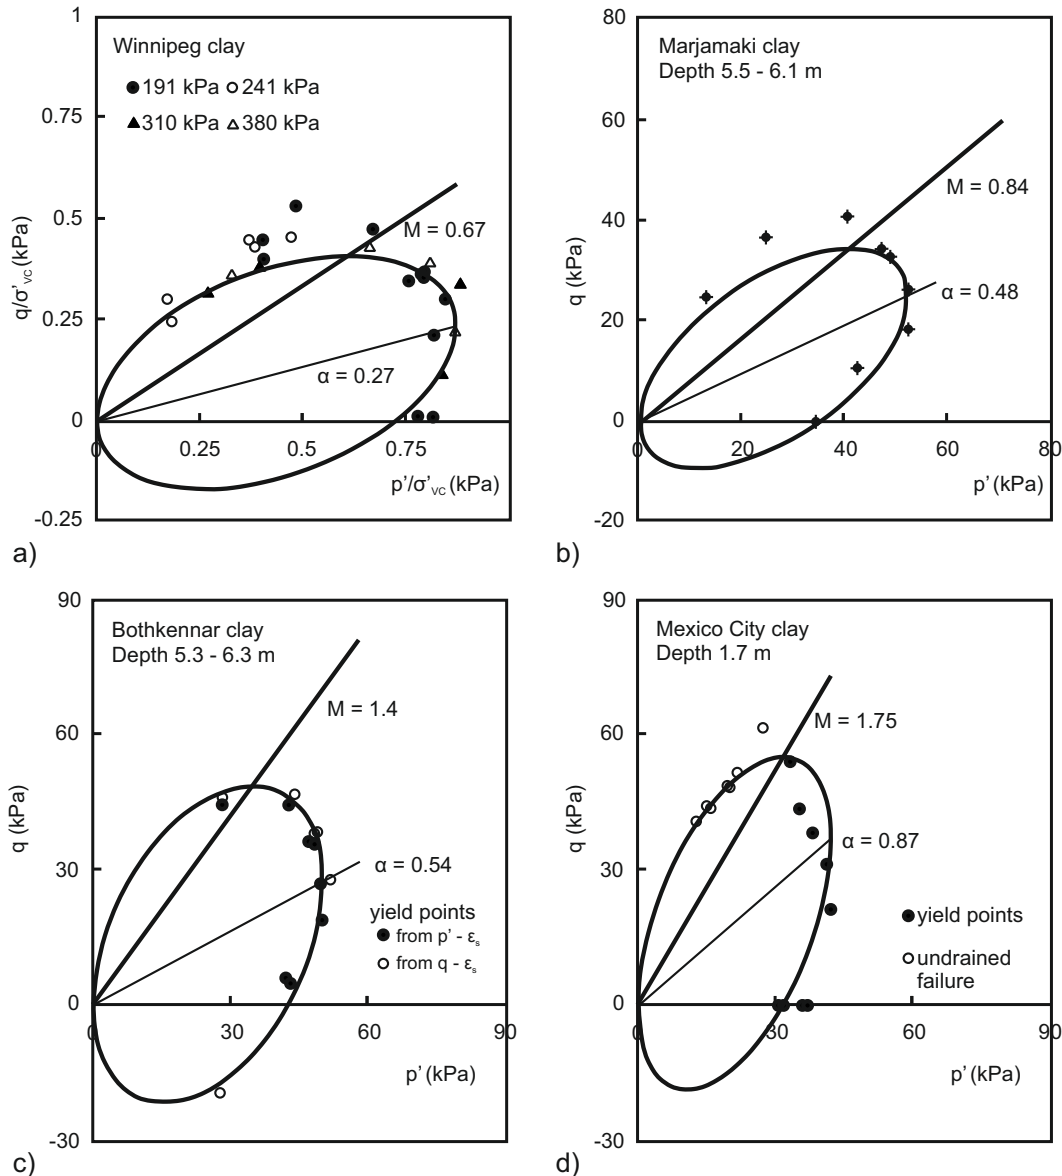 1
Winnipeg clay
191 kPa 241 kPa
310 kPa 380 kPa
0.75
0.5
0.25
0
-0.25
q/σ'vc (kPa)
M = 0.67
α = 0.27
0 0.25 0.5 0.75
p'/σ'vc (kPa)
a)
80
Marjamaki clay
Depth 5.5 - 6.1 m
60
40
20
0
-20
q (kPa)
M = 0.84
α = 0.48
0 20 40 60 80
p' (kPa)
b)
90
Bothkennar clay
Depth 5.3 - 6.3 m
60
30
0
-30
q (kPa)
M = 1.4
α = 0.54
yield points
from p' - εs
from q - εs
0 30 60 90
p' (kPa)
c)
90
Mexico City clay
Depth 1.7 m
60
30
0
-30
q (kPa)
M = 1.75
α = 0.87
yield points
undrained
failure
0 30 60 90
p' (kPa)
d)